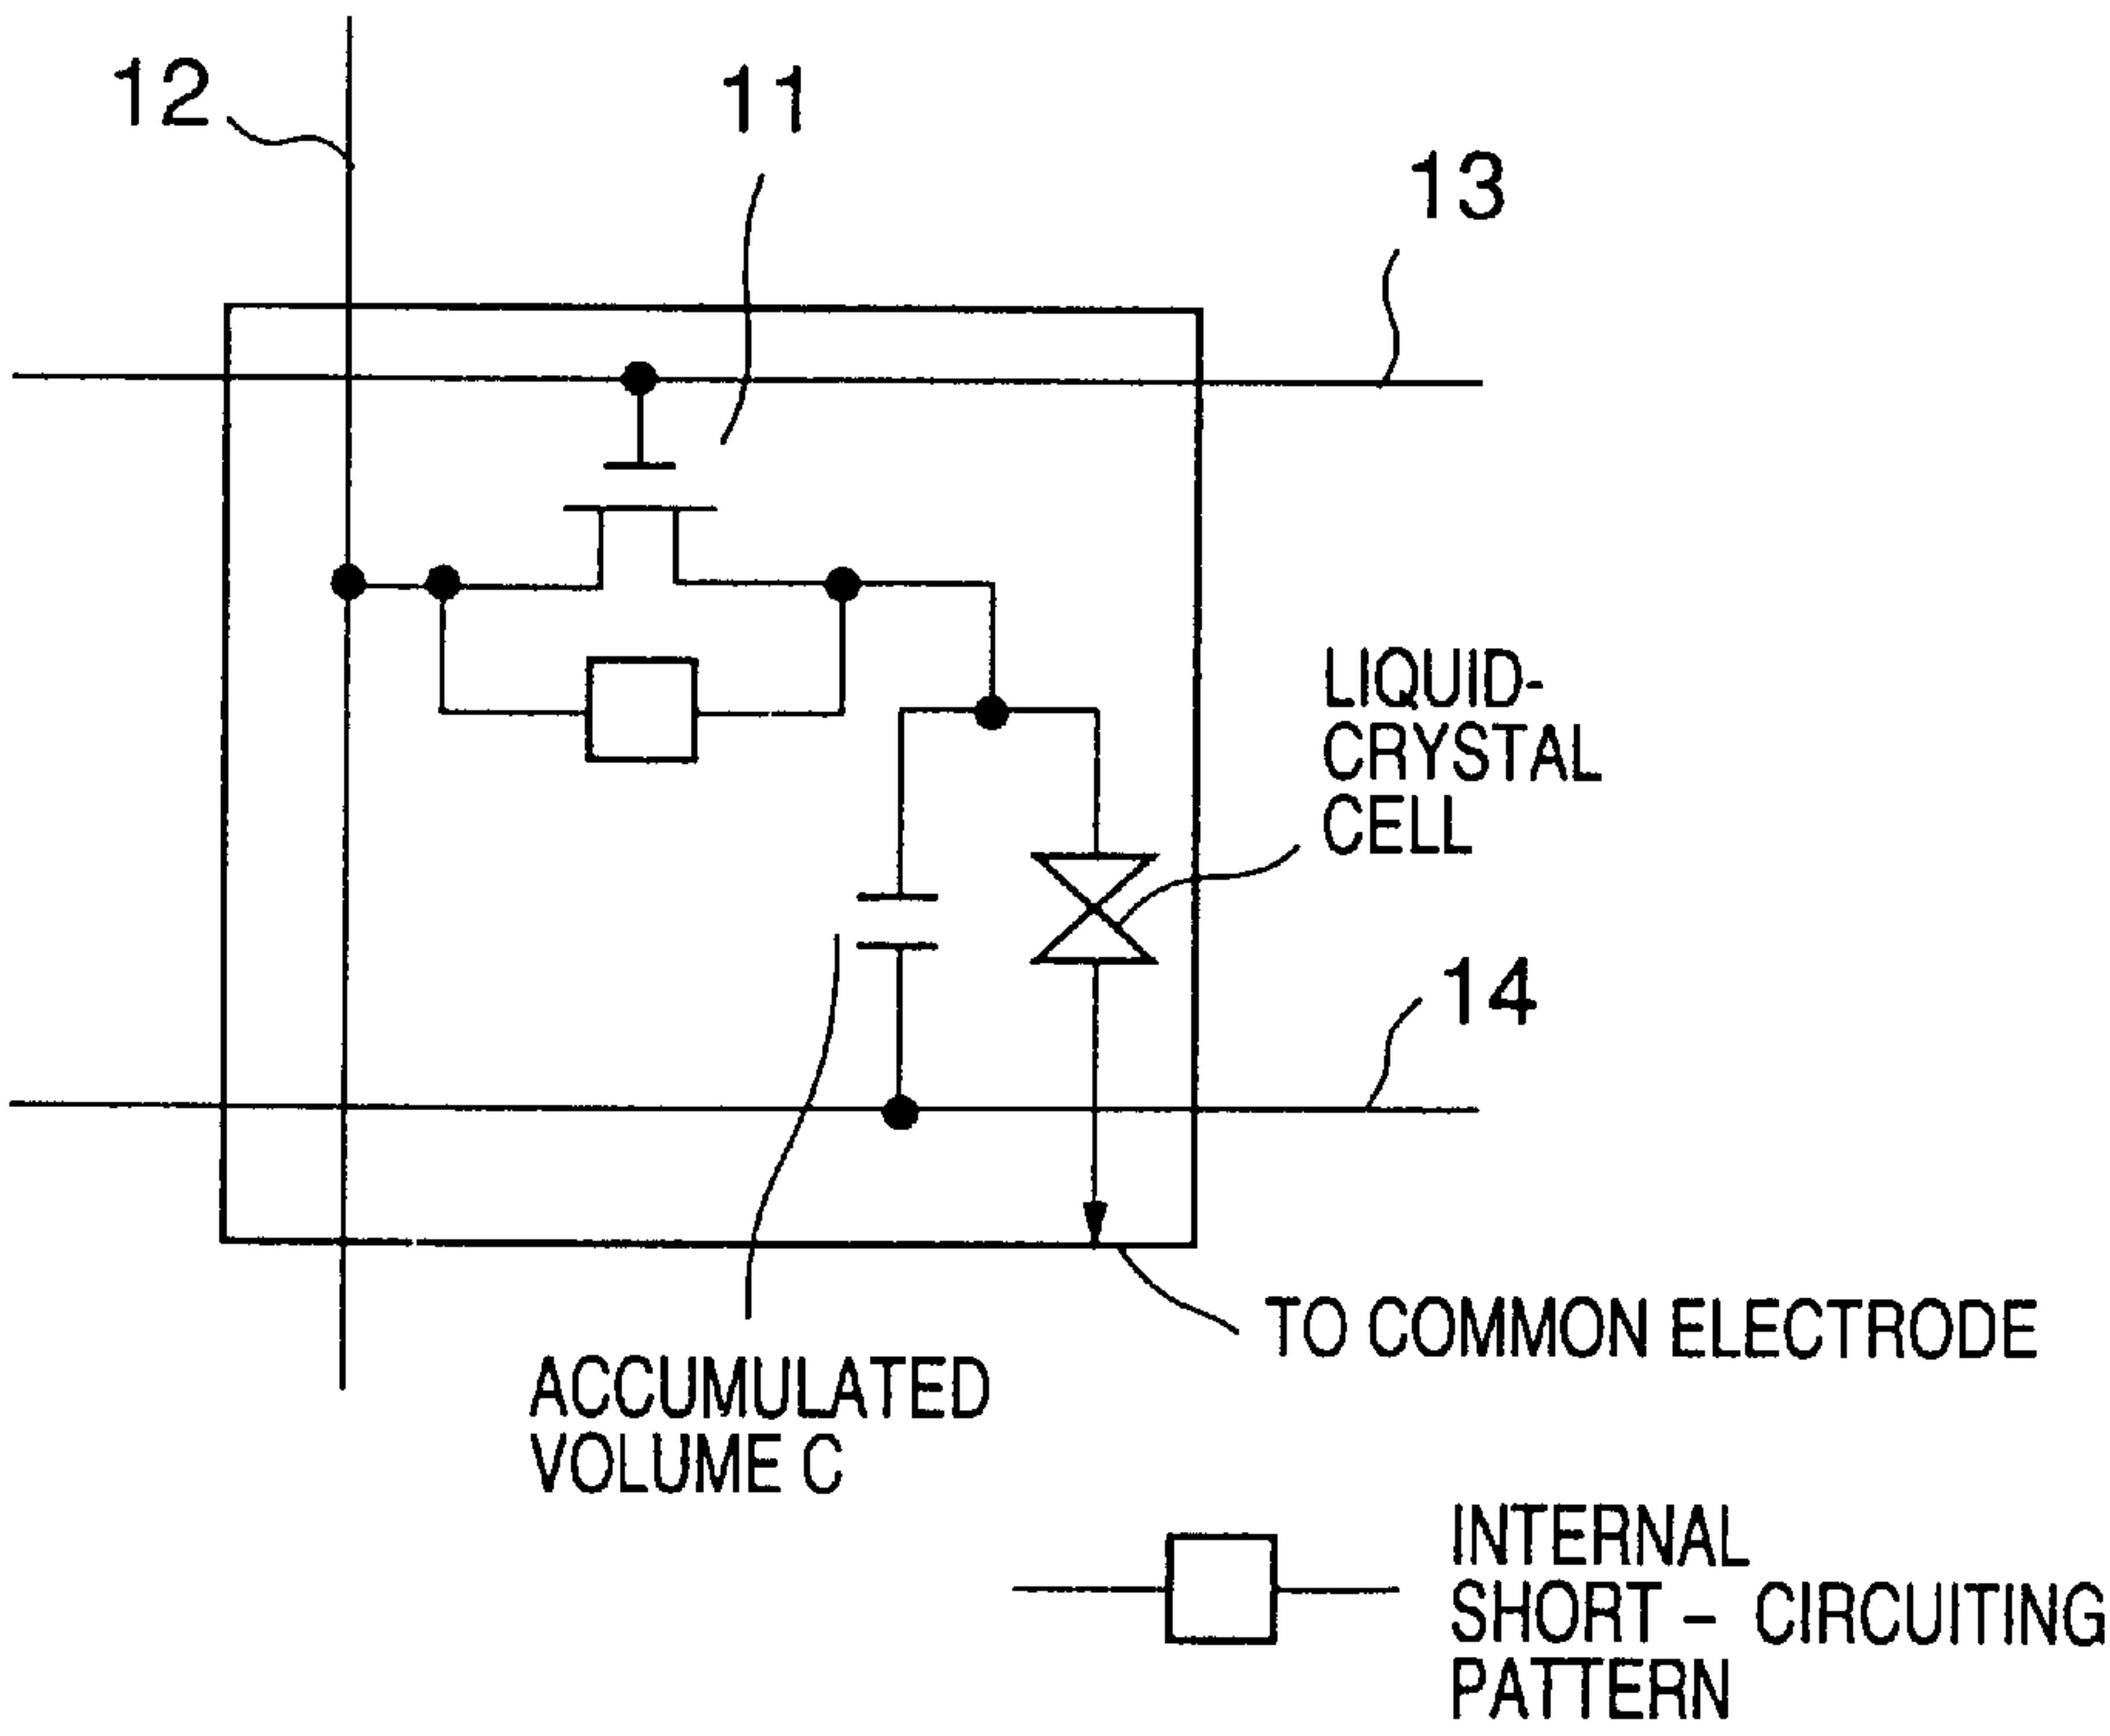 12
11
13
LIQUID-
CRYSTAL
CELL
14
TO COMMON ELECTRODE
ACCUMULATED
VOLUME C
INTERNAL
SHORT – CIRCUITING
PATTERN